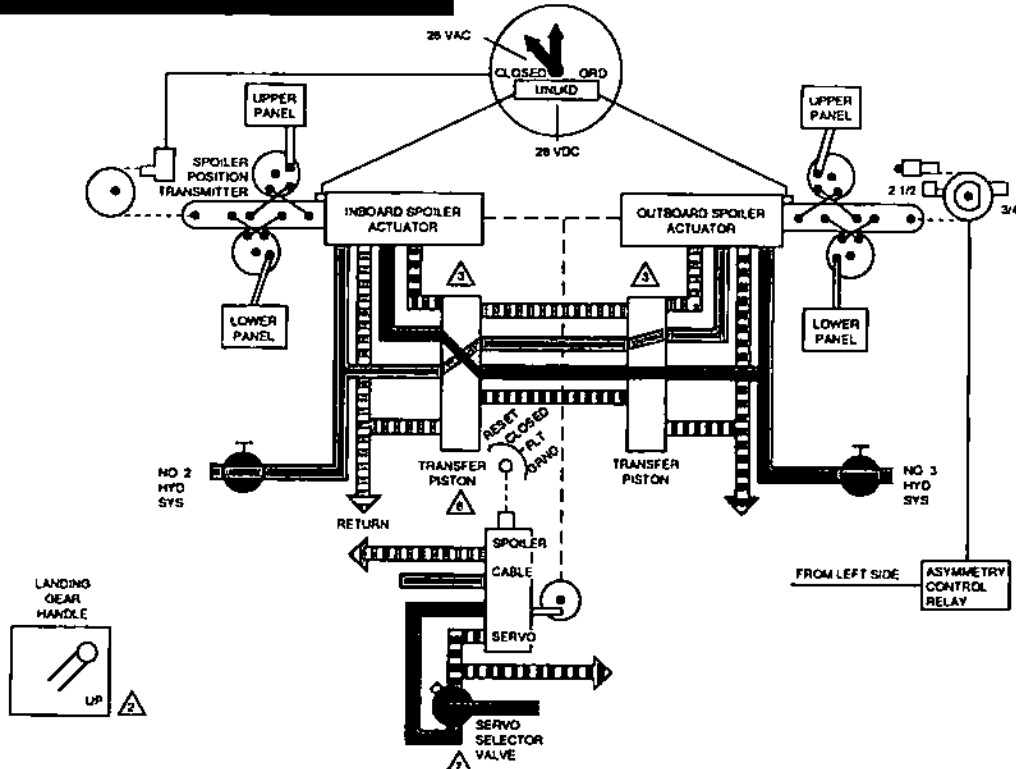 26 VAC
CLOSED
GRD
UNLKD
28 VDC
UPPER
PANEL
UPPER
PANEL
SPOILER
POSITION
TRANSMITTER
INBOARD SPOILER
ACTUATOR
OUTBOARD SPOILER
ACTUATOR
2 1/2
3/4
LOWER
PANEL
LOWER
PANEL
3
3
RESET
CLOSED
FLT
GRND
NO 2
HYD
SYS
TRANSFER
PISTON
TRANSFER
PISTON
NO 3
HYD
SYS
RETURN
6
SPOILER
CABLE
SERVO
FROM LEFT SIDE
ASYMMETRY
CONTROL
RELAY
LANDING
GEAR
HANDLE
UP
2
SERVO
SELECTOR
VALVE